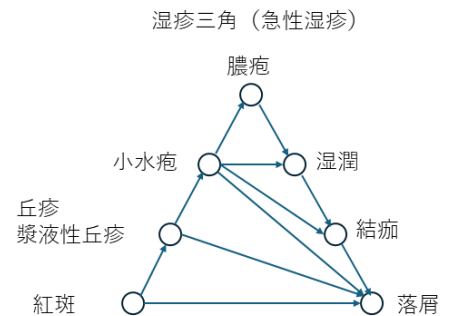 湿疹三角（急性湿疹）
膿疱
小水疱
湿潤
丘疹
漿液性丘疹
結痂
紅斑
落屑